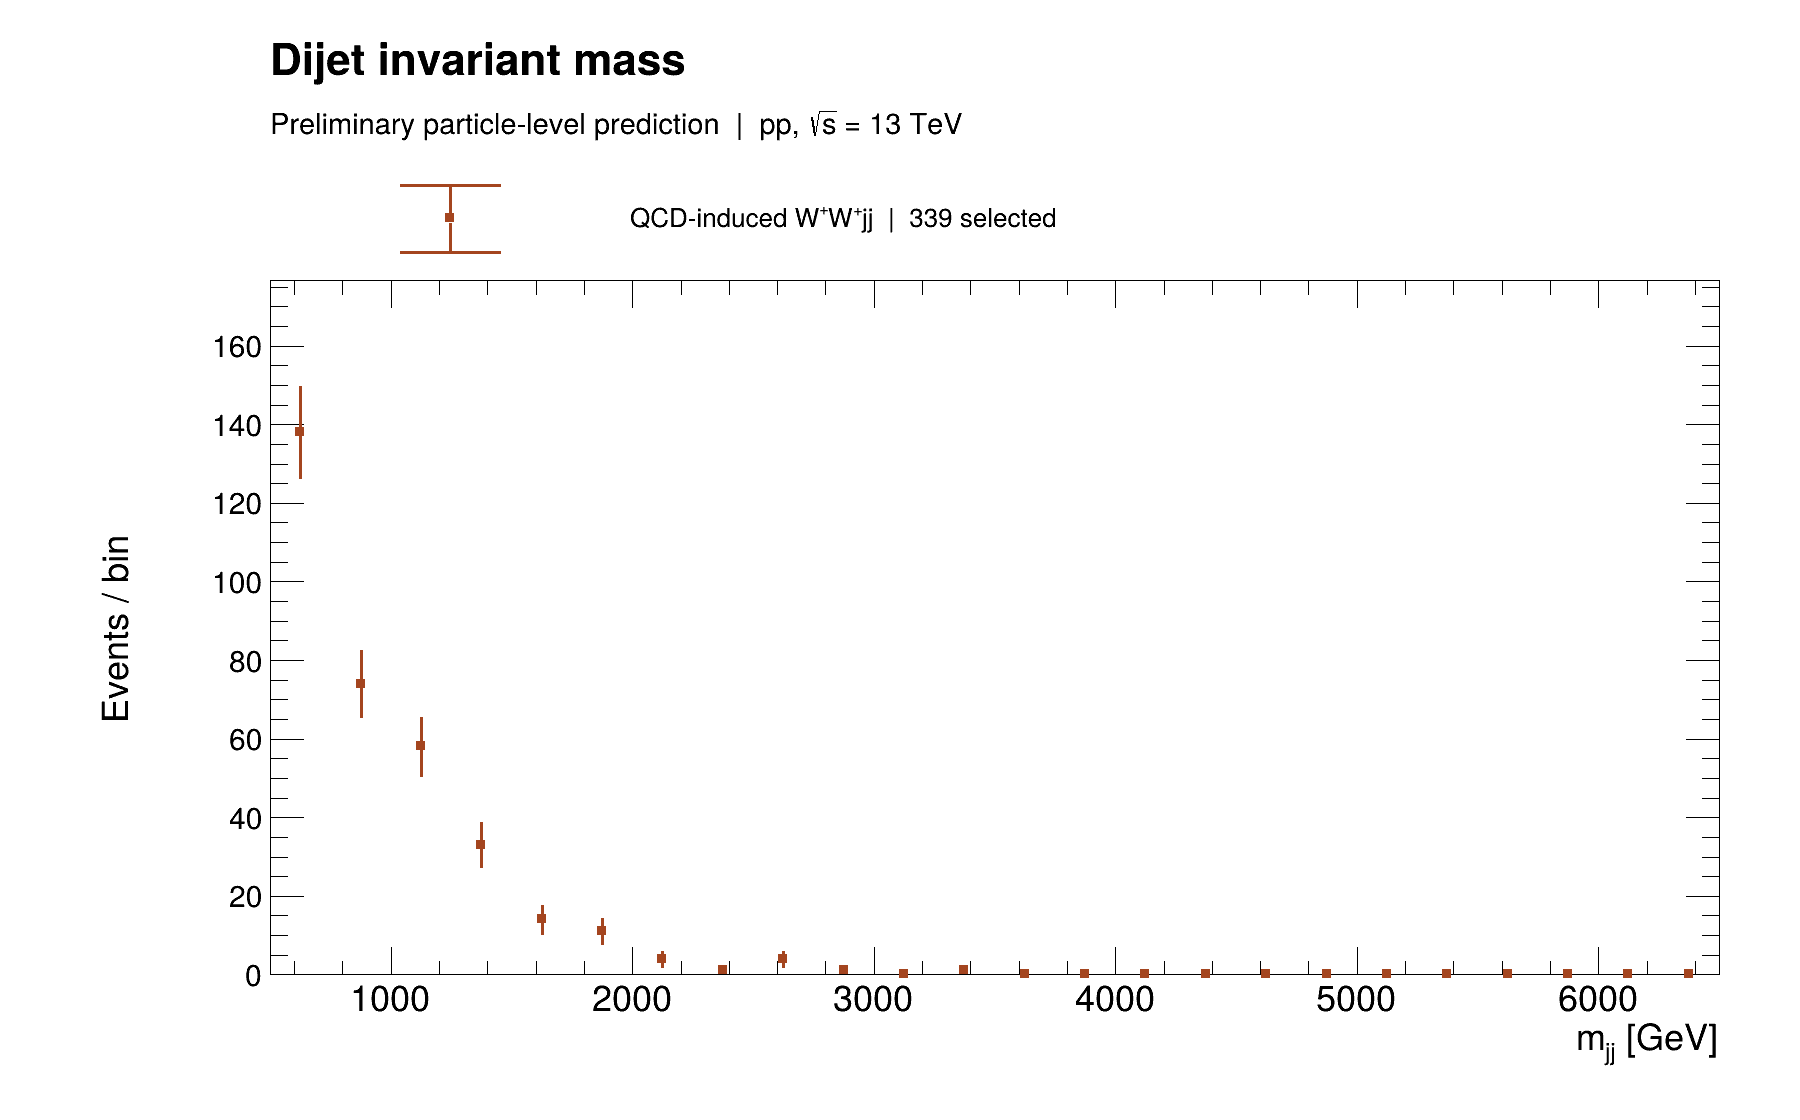 Dijet invariant mass
Preliminary particle-level prediction | pp, √s = 13 TeV
QCD-induced W⁺W⁺jj | 339 selected
160
140
120
100
80
60
40
20
0
Events / bin
1000 2000 3000 4000 5000 6000
m_jj [GeV]